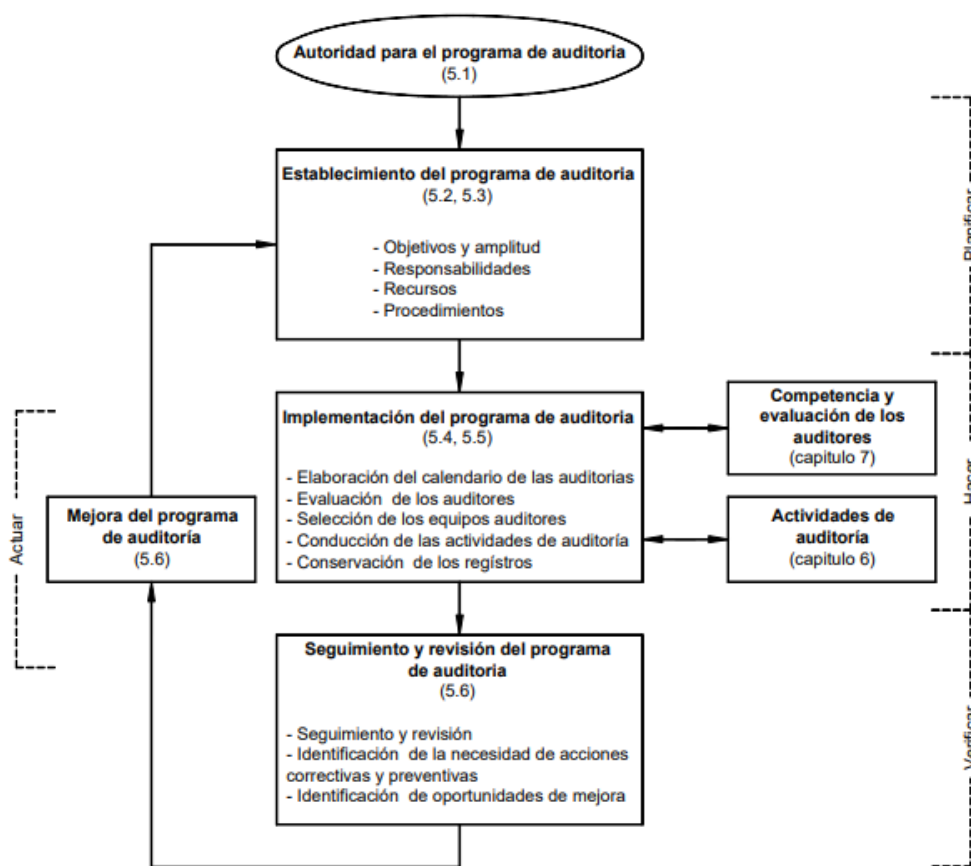 Autoridad para el programa de auditoria
(5.1)
Establecimiento del programa de auditoria
(5.2, 5.3)
- Objetivos y amplitud
- Responsabilidades
- Recursos
- Procedimientos
Planificar
Implementación del programa de auditoria
(5.4, 5.5)
- Elaboración del calendario de las auditorias
- Evaluación de los auditores
- Selección de los equipos auditores
- Conducción de las actividades de auditoría
- Conservación de los regístros
Competencia y
evaluación de los
auditores
(capitulo 7)
Actividades de
auditoría
(capitulo 6)
Hacer
Actuar
Mejora del programa
de auditoría
(5.6)
Seguimiento y revisión del programa
de auditoria
(5.6)
- Seguimiento y revisión
- Identificación de la necesidad de acciones
correctivas y preventivas
- Identificación de oportunidades de mejora
Verificar